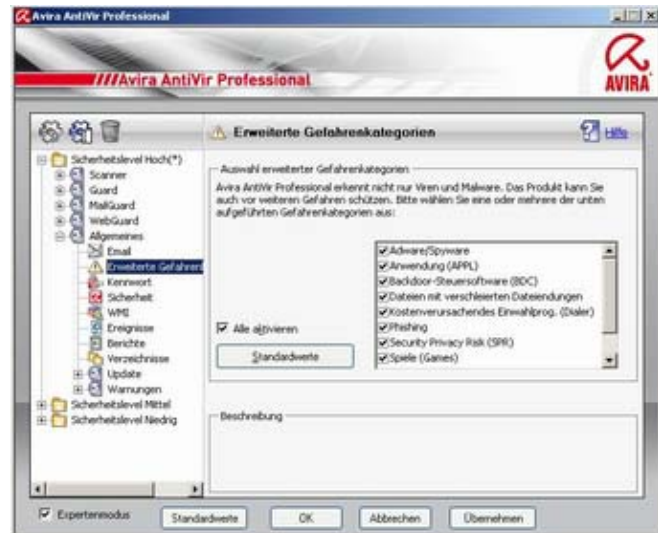 Avira AntiVir Professional
////Avira AntiVir Professional
AVIRA
Erweiterte Gefahrenkategorien
Hilfe
Sicherheitslevel Hoch(*)
Scanner
Guard
MailGuard
WebGuard
Allgemeines
Email
Erweiterte Gefahren
Kennwort
Sicherheit
WMI
Ereignisse
Berichte
Verzeichnisse
Update
Warnungen
Sicherheitslevel Mittel
Sicherheitslevel Niedrig
Auswahl erweiterter Gefahrenkategorien
Avira AntiVir Professional erkennt nicht nur Viren und Malware. Das Produkt kann Sie
auch vor weiteren Gefahren schützen. Bitte wählen Sie eine oder mehrere der unten
aufgeführten Gefahrenkategorien aus:
Adware/Spyware
Anwendung (APPL)
Backdoor-Steuersoftware (BDC)
Dateien mit verschleierten Dateiendungen
Kostenverursachendes Einwahlprog. (Dialer)
Phishing
Security Privacy Risk (SPR)
Spiele (Games)
Alle aktivieren
Standardwerte
Beschreibung
Expertenmodus
Standardwerte
OK
Abbrechen
Übernehmen